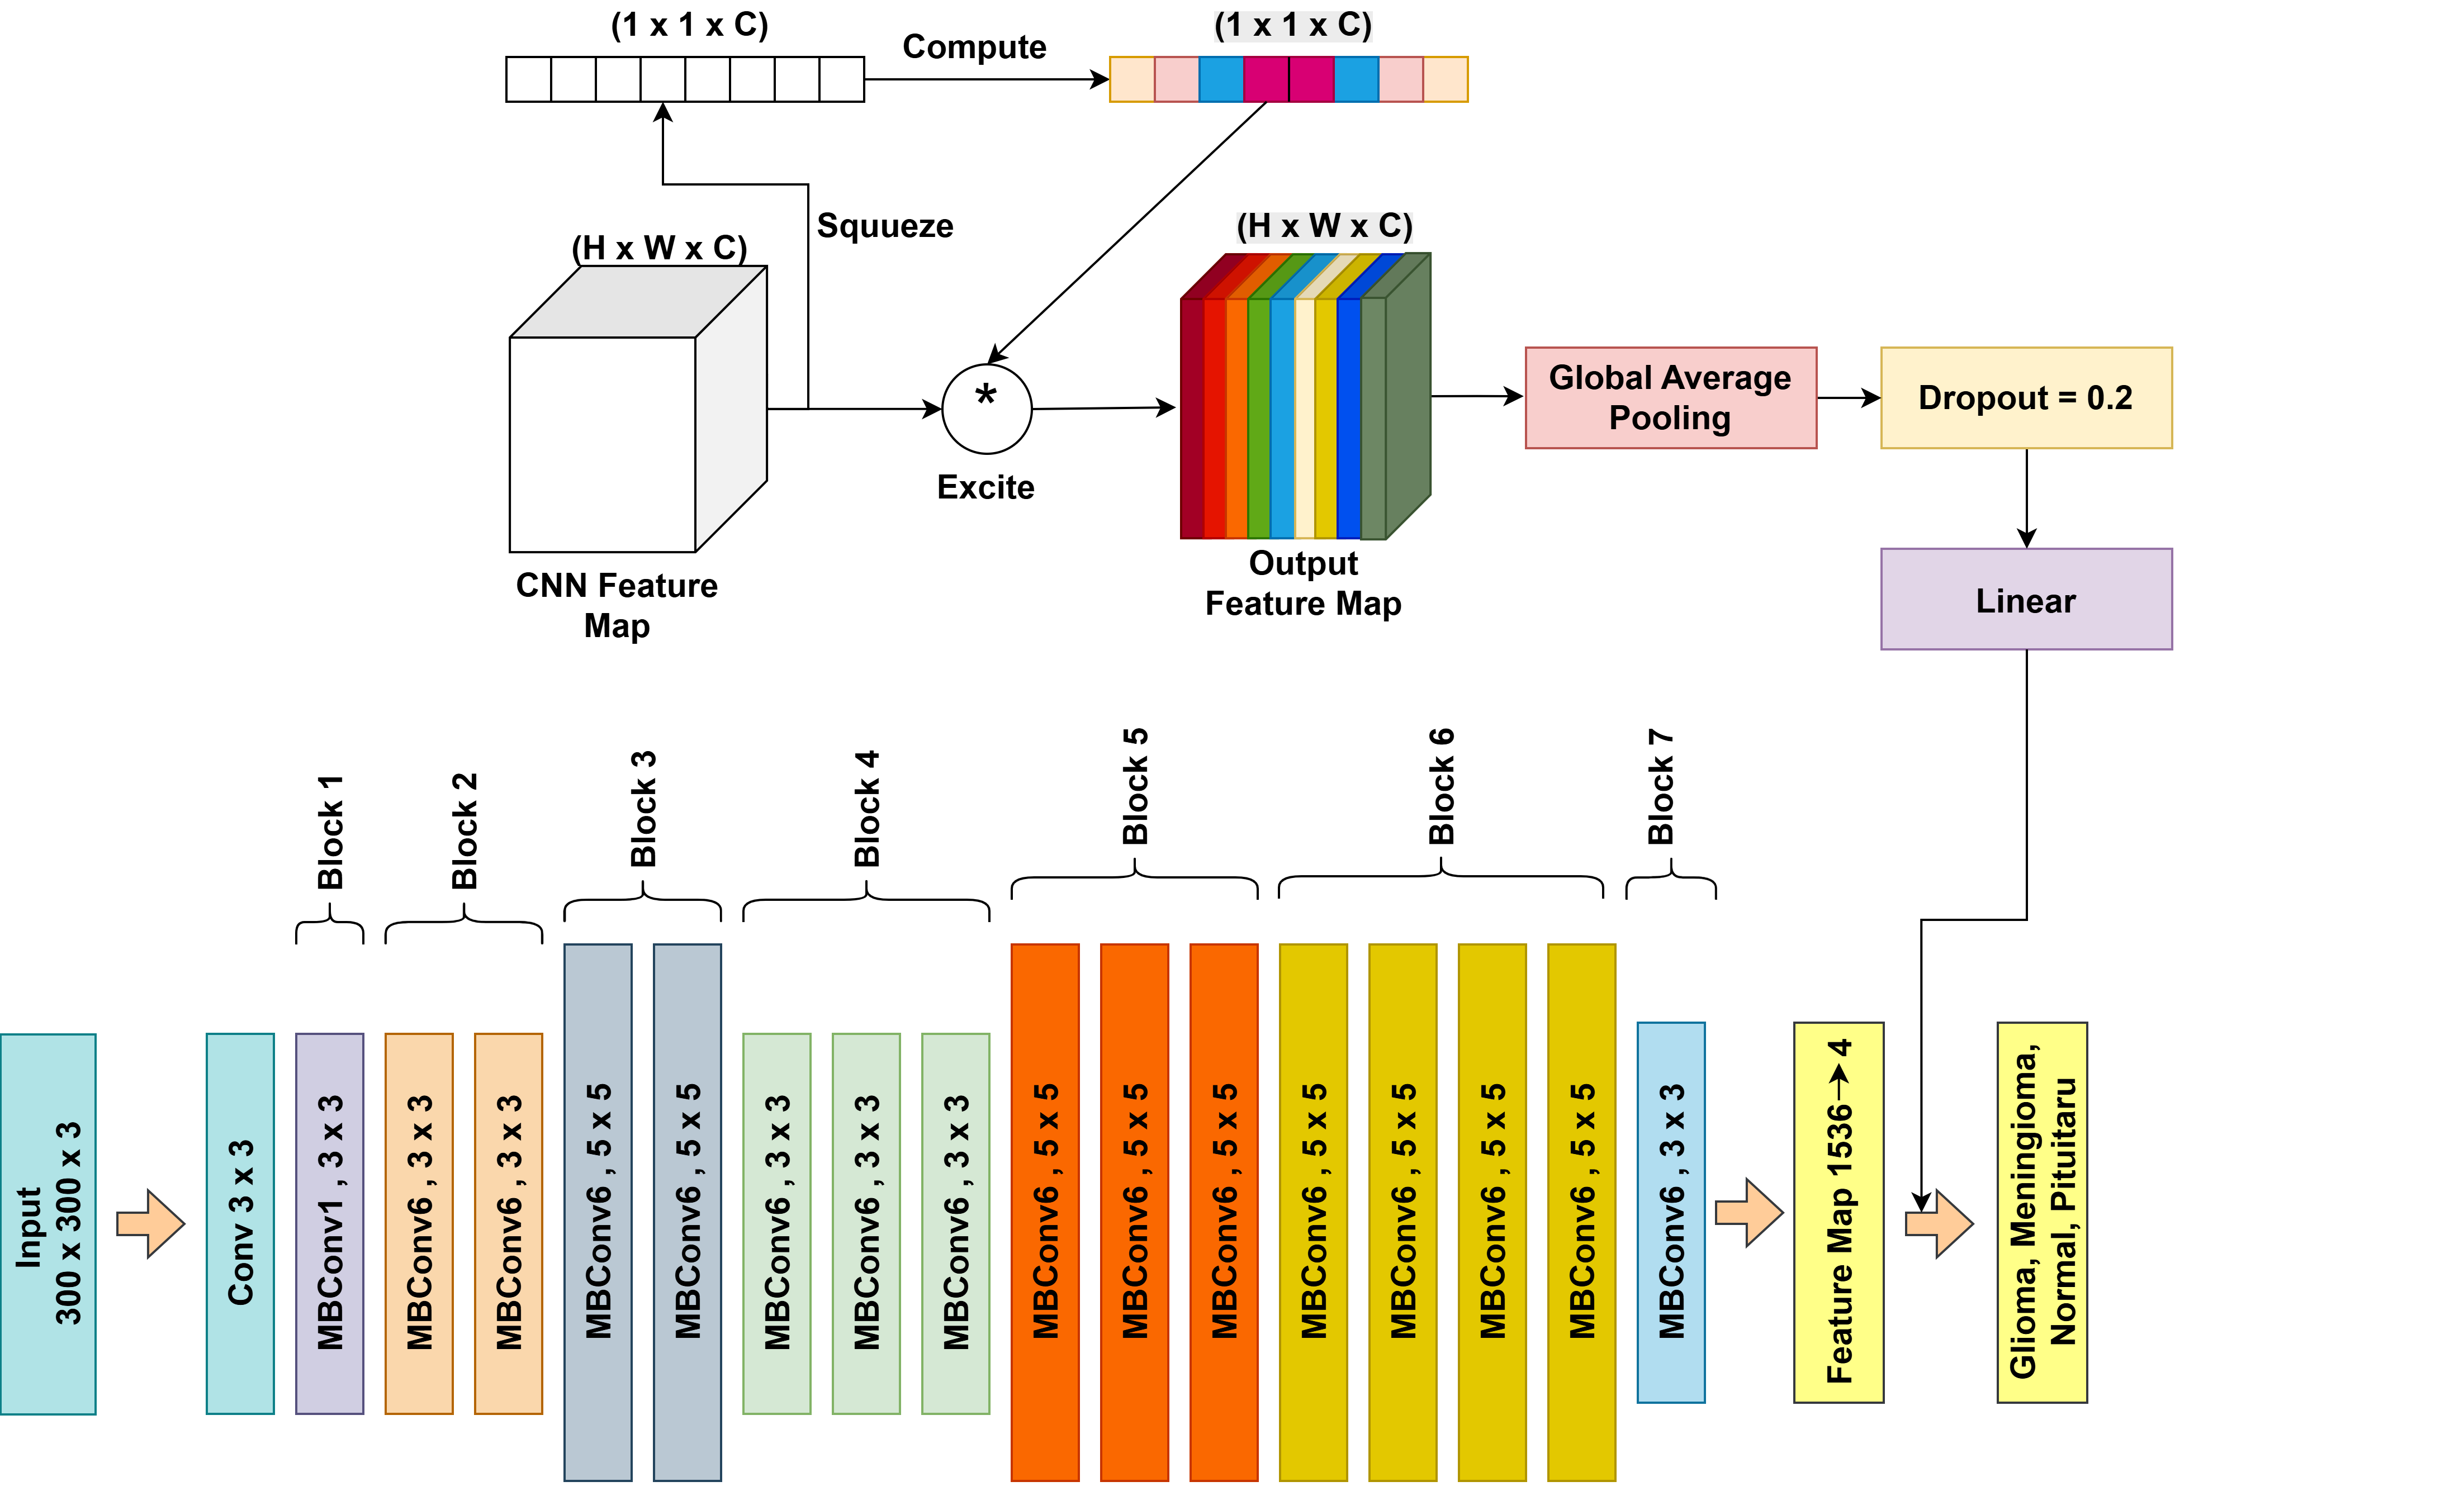 (1 x 1 x C)
Compute
(1 x 1 x C)
Squueze
(H x W x C)
(H x W x C)
*
Excite
CNN Feature
Map
Output
Feature Map
Global Average
Pooling
Dropout = 0.2
Linear
Block 1
Block 2
Block 3
Block 4
Block 5
Block 6
Block 7
Input
300 x 300 x 3
Conv 3 x 3
MBConv1 , 3 x 3
MBConv6 , 3 x 3
MBConv6 , 3 x 3
MBConv6 , 5 x 5
MBConv6 , 5 x 5
MBConv6 , 3 x 3
MBConv6 , 3 x 3
MBConv6 , 3 x 3
MBConv6 , 5 x 5
MBConv6 , 5 x 5
MBConv6 , 5 x 5
MBConv6 , 5 x 5
MBConv6 , 5 x 5
MBConv6 , 5 x 5
MBConv6 , 5 x 5
MBConv6 , 3 x 3
Feature Map 1536→4
Glioma, Meningioma,
Normal, Pituitaru